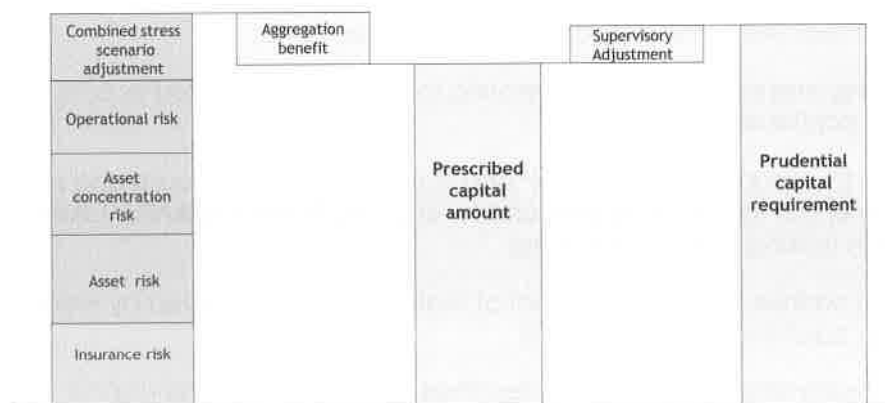 Combined stress
scenario
adjustment
Aggregation
benefit
Supervisory
Adjustment
Operational risk
Asset
concentration
risk
Prescribed
capital
amount
Prudential
capital
requirement
Asset risk
Insurance risk